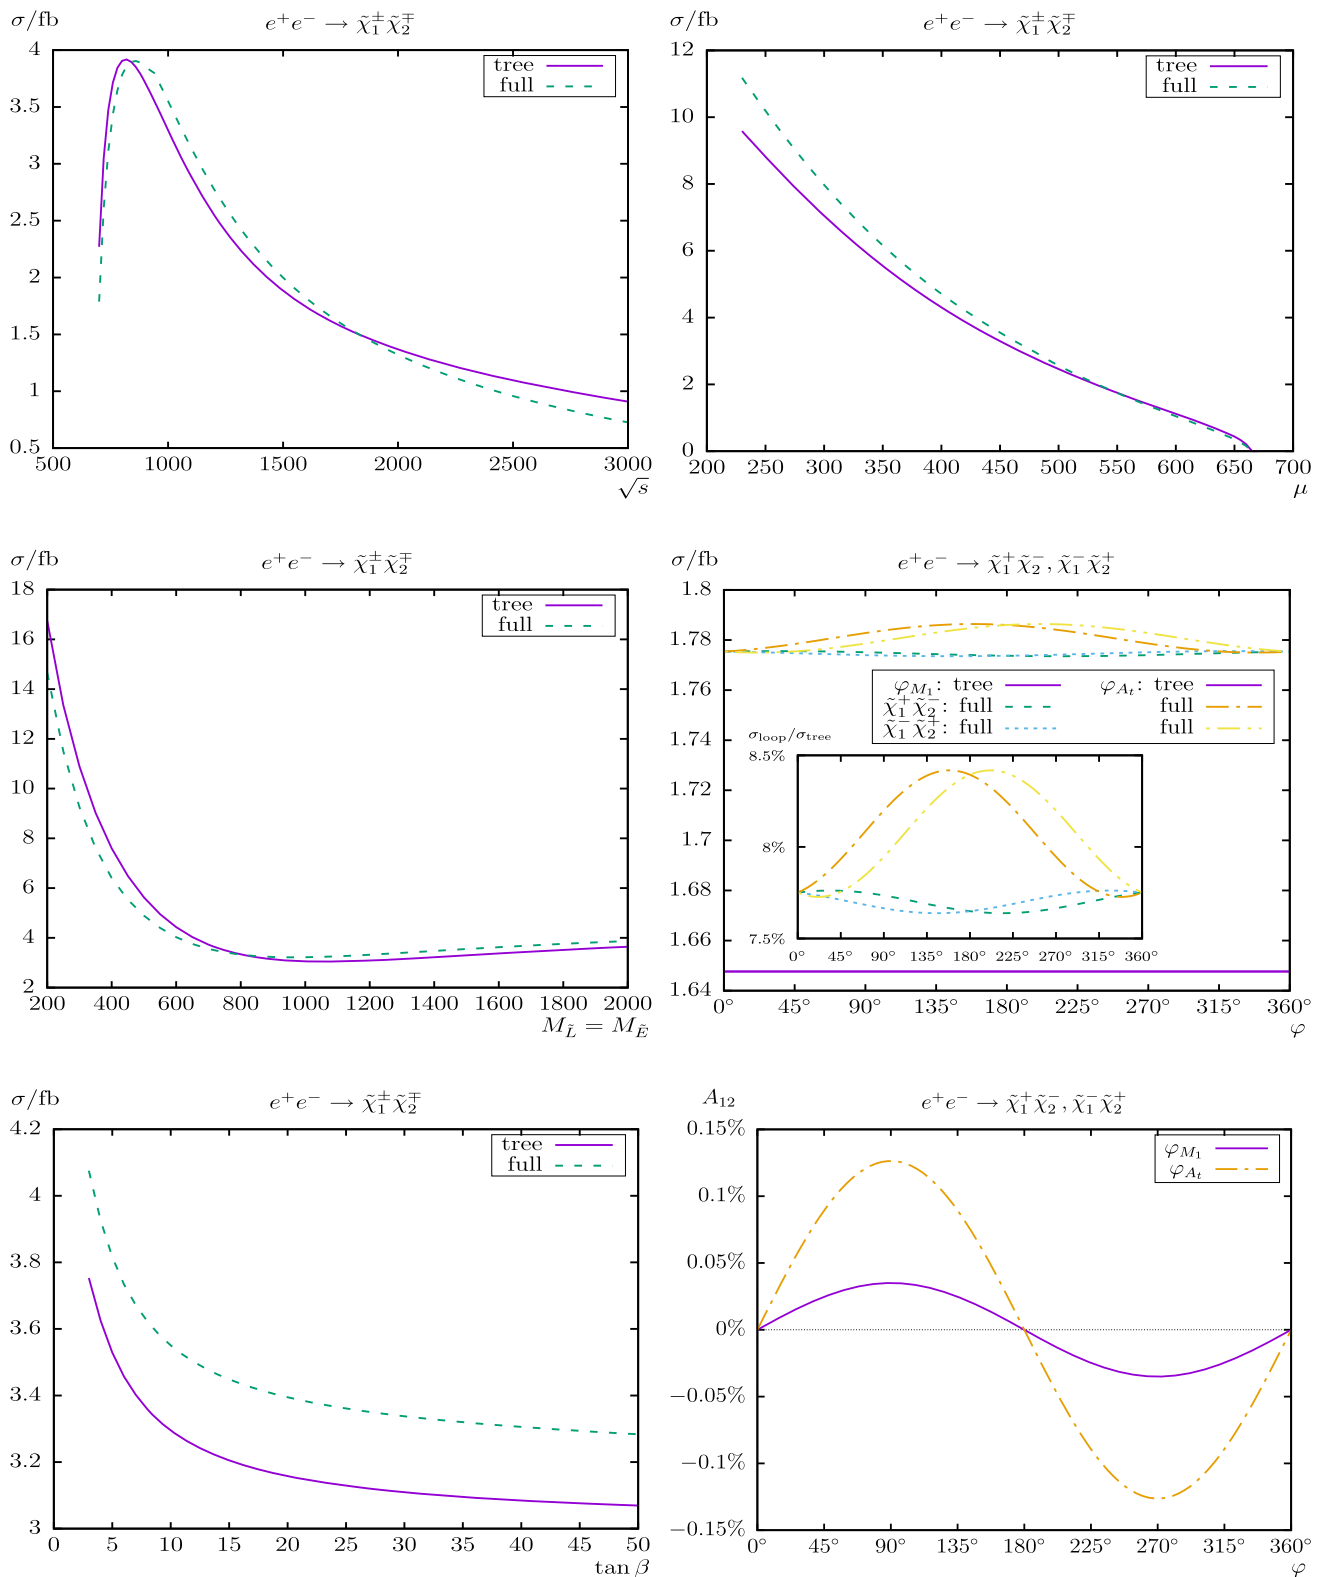 σ/fb e⁺e⁻ → χ̃₁^± χ̃₂^∓
4
3.5
3
2.5
2
1.5
1
0.5
tree
full
500 1000 1500 2000 2500 3000
√s
σ/fb e⁺e⁻ → χ̃₁^± χ̃₂^∓
12
10
8
6
4
2
0
tree
full
200 250 300 350 400 450 500 550 600 650 700
μ
σ/fb e⁺e⁻ → χ̃₁^± χ̃₂^∓
18
16
14
12
10
8
6
4
2
tree
full
200 400 600 800 1000 1200 1400 1600 1800 2000
M_L̃ = M_Ẽ
σ/fb e⁺e⁻ → χ̃₁⁺χ̃₂⁻, χ̃₁⁻χ̃₂⁺
1.8
1.78
1.76
1.74
1.72
1.7
1.68
1.66
1.64
φ_M₁: tree φ_Aₜ: tree
χ̃₁⁺χ̃₂⁻: full full
χ̃₁⁻χ̃₂⁺: full full
σ_loop/σ_tree
8.5%
8%
7.5%
0° 45° 90° 135° 180° 225° 270° 315° 360°
0° 45° 90° 135° 180° 225° 270° 315° 360°
φ
σ/fb e⁺e⁻ → χ̃₁^± χ̃₂^∓
4.2
4
3.8
3.6
3.4
3.2
3
tree
full
0 5 10 15 20 25 30 35 40 45 50
tan β
A₁₂ e⁺e⁻ → χ̃₁⁺χ̃₂⁻, χ̃₁⁻χ̃₂⁺
0.15%
0.1%
0.05%
0%
−0.05%
−0.1%
−0.15%
φ_M₁
φ_Aₜ
0° 45° 90° 135° 180° 225° 270° 315° 360°
φ